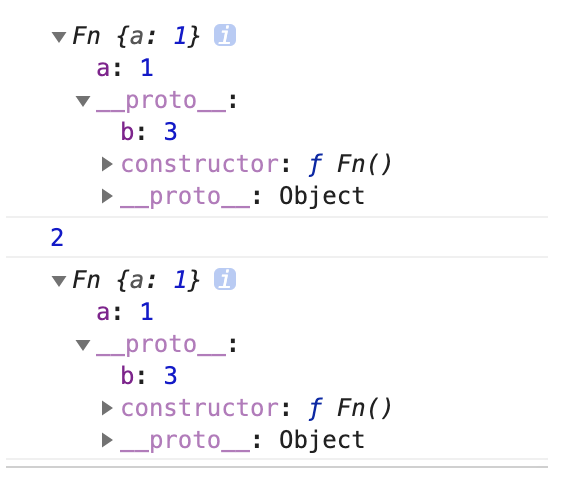 ▼Fn {a: 1} i
a: 1
▼__proto__:
b: 3
▶constructor: ƒ Fn()
▶__proto__: Object
2
▼Fn {a: 1} i
a: 1
▼__proto__:
b: 3
▶constructor: ƒ Fn()
▶__proto__: Object